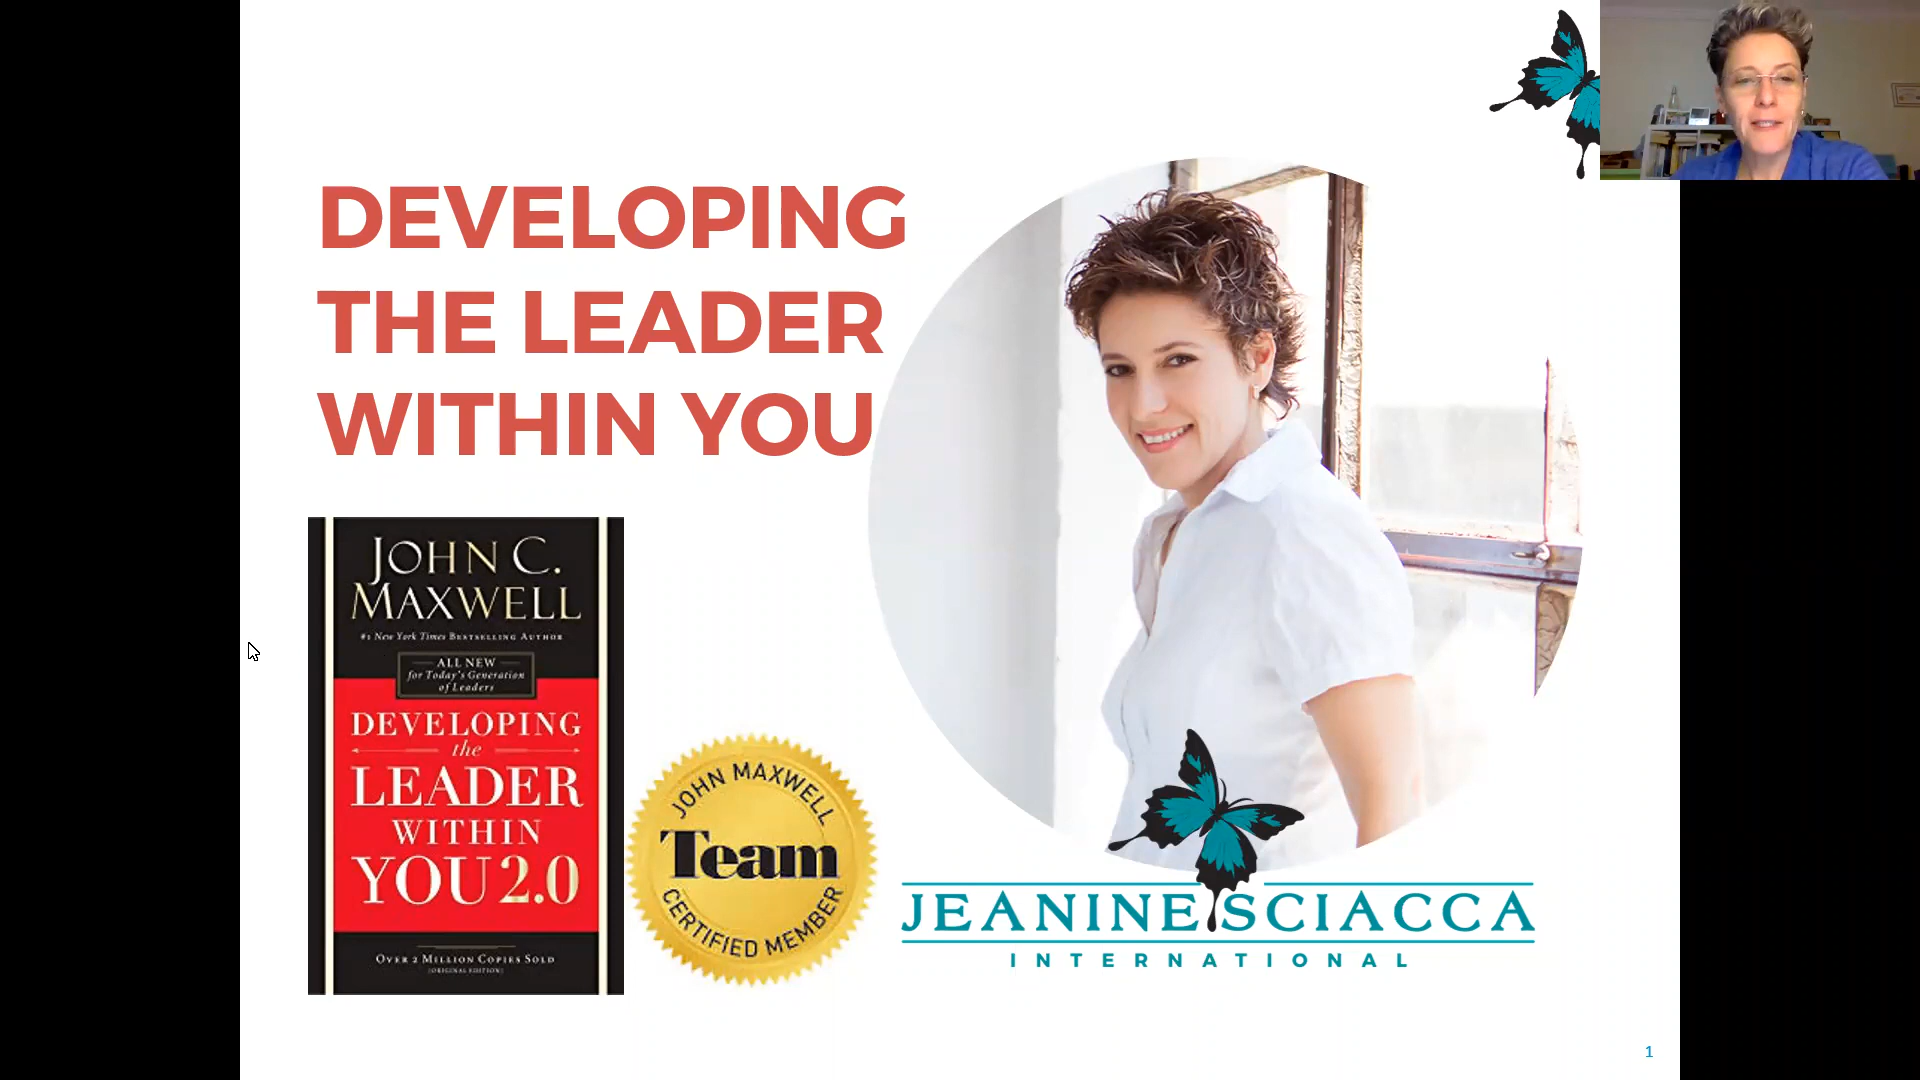 DEVELOPING
THE LEADER
WITHIN YOU
JOHN C.
MAXWELL
#1 New York Times BESTSELLING AUTHOR
ALL NEW
for Today's Generation
of Leaders
DEVELOPING
the
LEADER
WITHIN
YOU 2.0
OVER 2 MILLION COPIES SOLD
(ORIGINAL EDITION)
JOHN MAXWELL
Team
CERTIFIED MEMBER
JEANINE SCIACCA
INTERNATIONAL
1